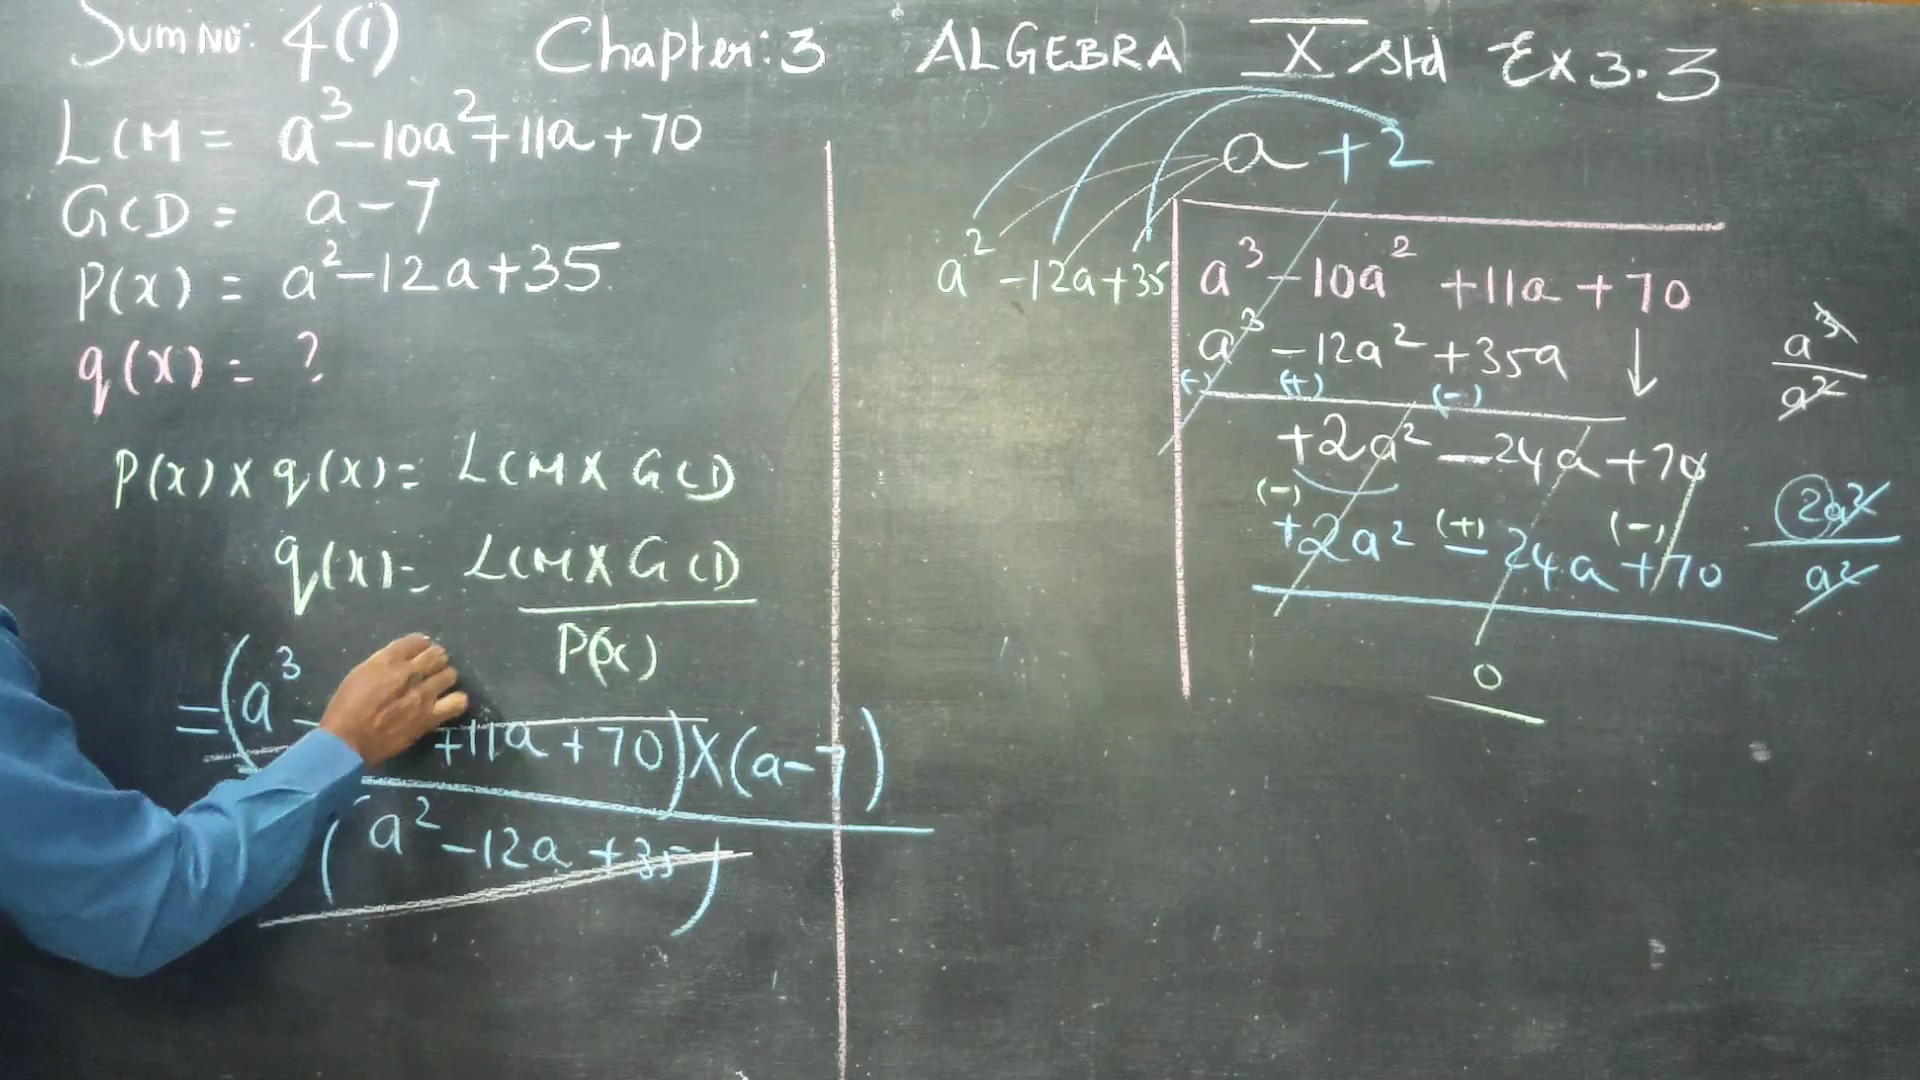 Sum No: 4(i) Chapter: 3 ALGEBRA X std Ex 3.3
LCM = a³ - 10a² + 11a + 70
GCD = a - 7
P(x) = a² - 12a + 35
q(x) = ?
P(x) X q(x) = LCM X GCD
q(x) = LCM X GCD
P(x)
= (a³ - +11a + 70) X (a - 7)
(a² - 12a + 35)
a + 2
a² - 12a + 35 a³ - 10a² + 11a + 70
a³ - 12a² + 35a
(-) (+) (-)
+2a² - 24a + 70
(-) (+) (-)
+2a² - 24a + 70
0
a³
a²
2a²
a²